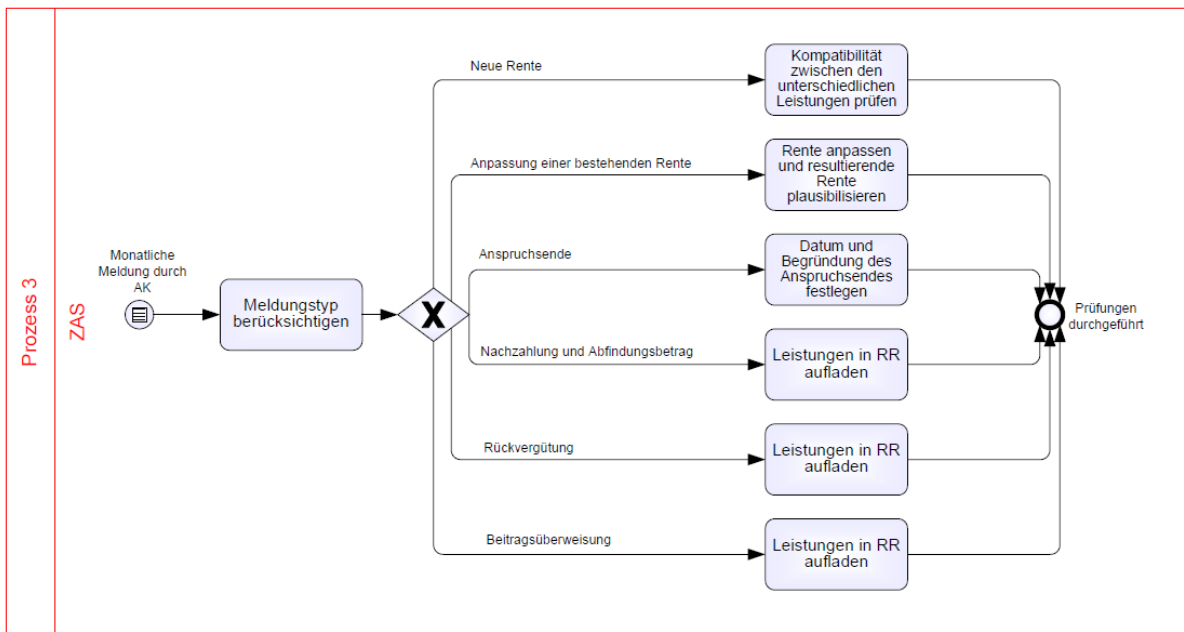 Prozess 3
ZAS
Monatliche
Meldung durch
AK
Meldungstyp
berücksichtigen
X
Neue Rente
Kompatibilität
zwischen den
unterschiedlichen
Leistungen prüfen
Anpassung einer bestehenden Rente
Rente anpassen
und resultierende
Rente
plausibilisieren
Anspruchsende
Datum und
Begründung des
Anspruchsendes
festlegen
Nachzahlung und Abfindungsbetrag
Leistungen in RR
aufladen
Rückvergütung
Leistungen in RR
aufladen
Beitragsüberweisung
Leistungen in RR
aufladen
Prüfungen
durchgeführt